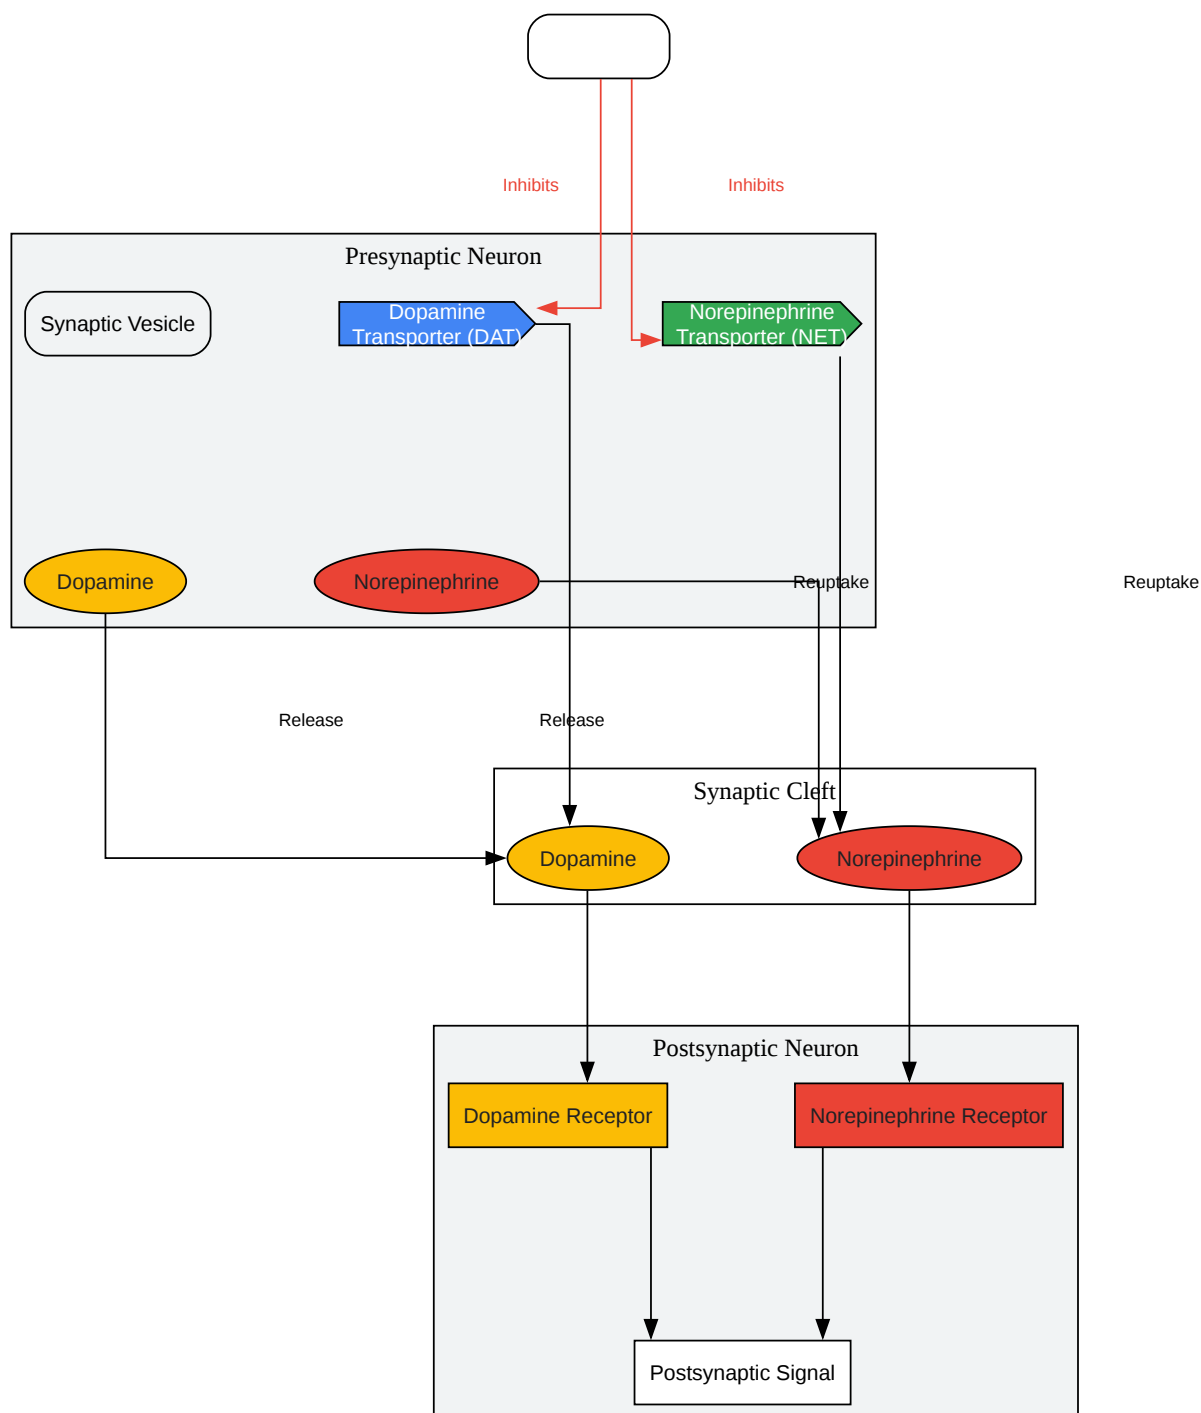 Inhibits
Inhibits
Presynaptic Neuron
Synaptic Vesicle
Dopamine
Transporter (DAT)
Norepinephrine
Transporter (NET)
Dopamine
Norepinephrine
Reuptake
Reuptake
Release
Release
Synaptic Cleft
Dopamine
Norepinephrine
Postsynaptic Neuron
Dopamine Receptor
Norepinephrine Receptor
Postsynaptic Signal